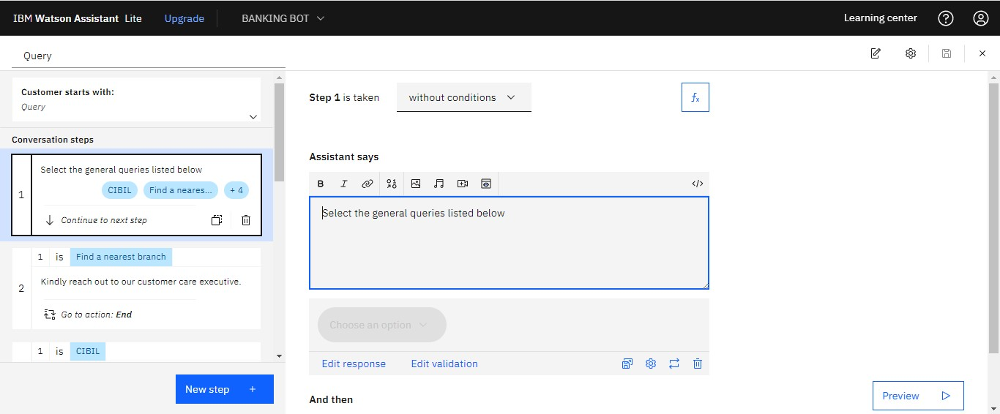 IBM Watson Assistant Lite Upgrade BANKING BOT Learning center
Query
Customer starts with:
Query
Conversation steps
1
Select the general queries listed below
CIBIL Find a neares... + 4
Continue to next step
1 is Find a nearest branch
2
Kindly reach out to our customer care executive.
Go to action: End
1 is CIBIL
New step +
Step 1 is taken without conditions fx
Assistant says
B I
</>
Select the general queries listed below
Choose an option
Edit response Edit validation
And then
Preview